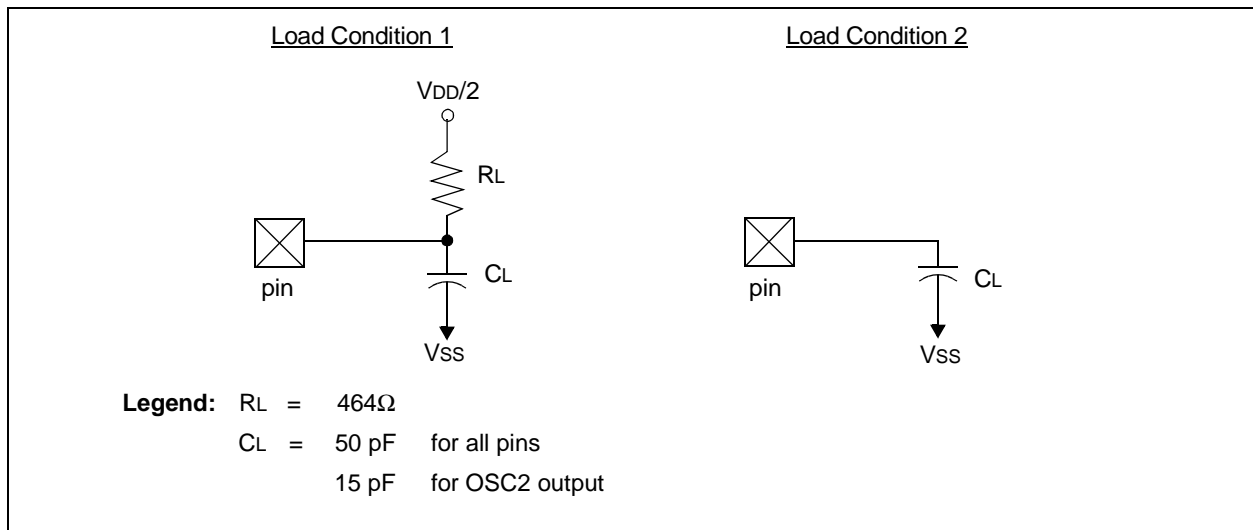 Load Condition 1
Load Condition 2
VDD/2
RL
pin
CL
VSS
pin
CL
VSS
Legend: RL = 464Ω
CL = 50 pF for all pins
15 pF for OSC2 output